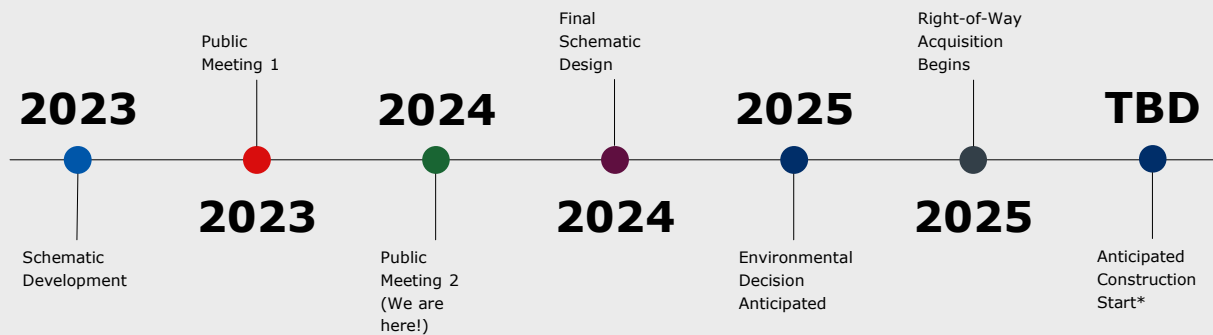 2023
Schematic
Development
Public
Meeting 1
2023
2024
Public
Meeting 2
(We are
here!)
Final
Schematic
Design
2024
2025
Environmental
Decision
Anticipated
Right-of-Way
Acquisition
Begins
2025
TBD
Anticipated
Construction
Start*